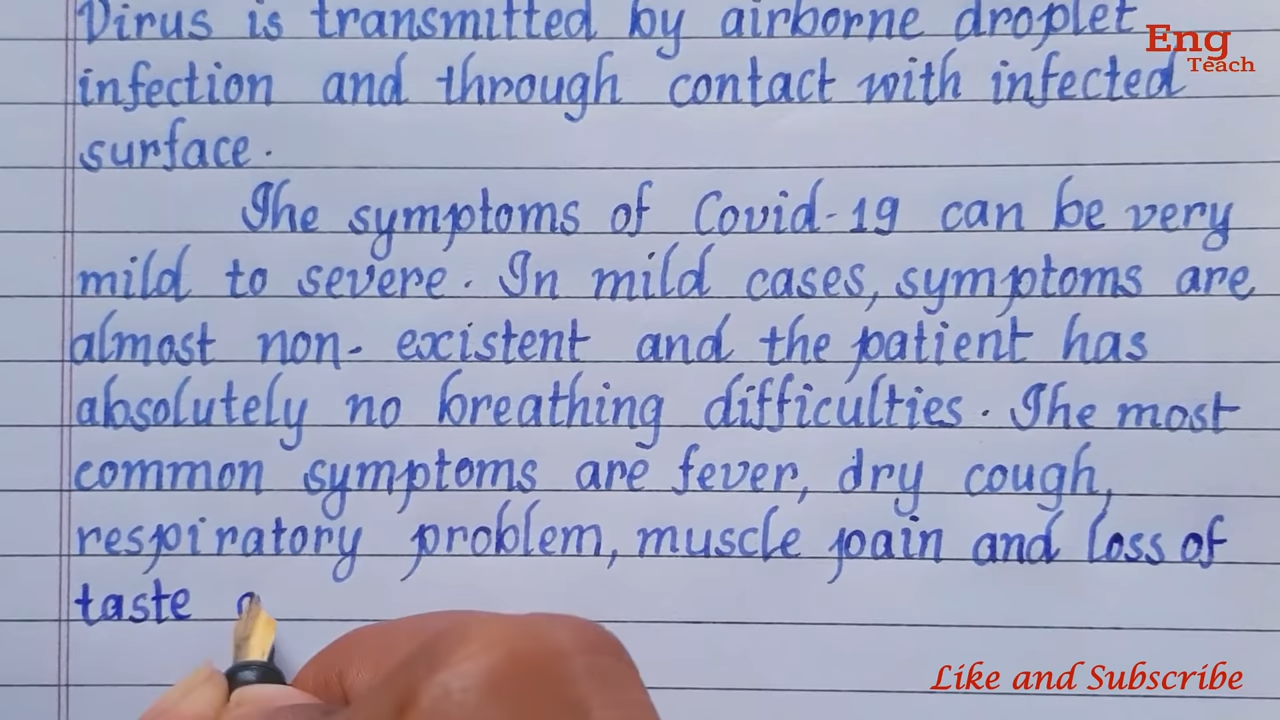 Virus is transmitted by airborne droplet
Eng
Teach
infection and through contact with infected
surface.
The symptoms of Covid-19 can be very
mild to severe. In mild cases, symptoms are
almost non-existent and the patient has
absolutely no breathing difficulties. The most
common symptoms are fever, dry cough,
respiratory problem, muscle pain and loss of
taste
Like and Subscribe